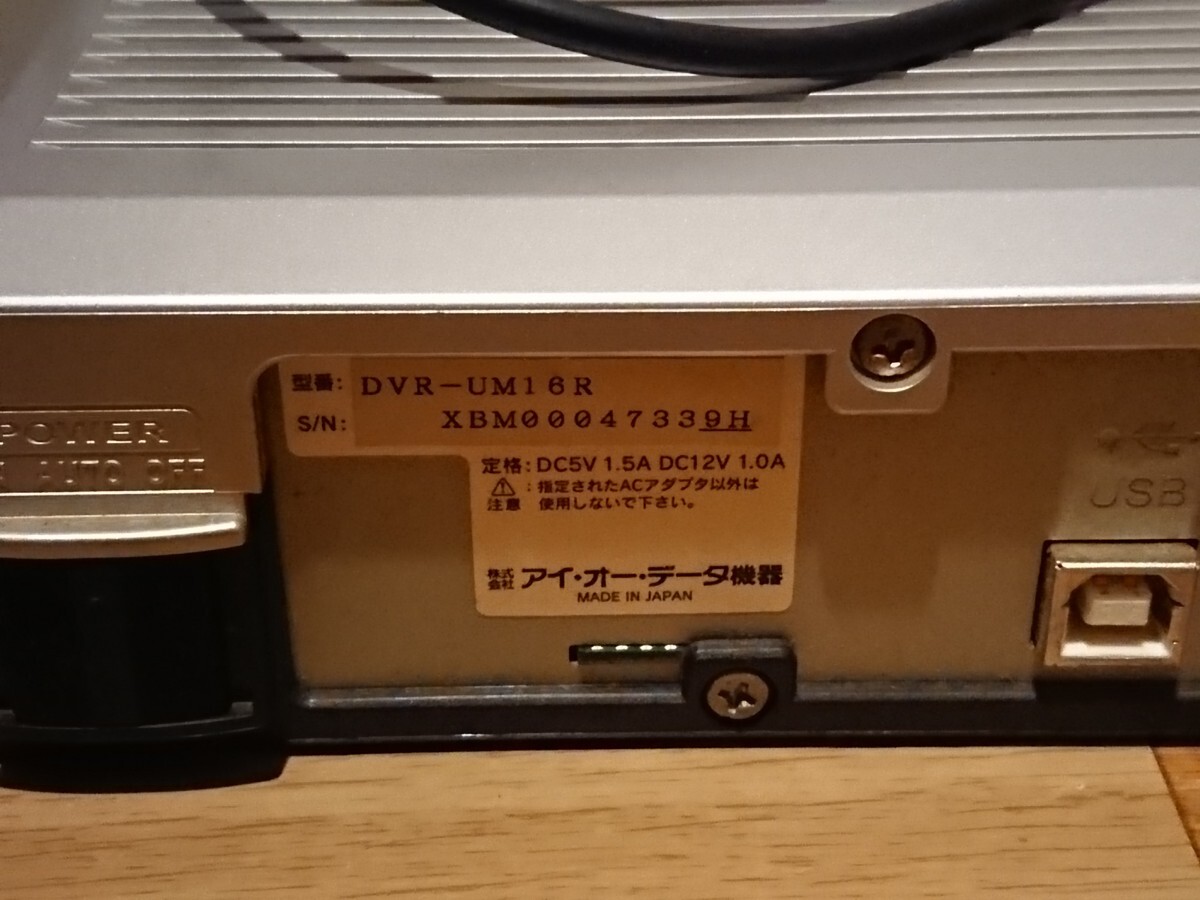 型番: DVR-UM16R
S/N: XBM00047339H
定格: DC5V 1.5A DC12V 1.0A
⚠ : 指定されたACアダプタ以外は
注意 使用しないで下さい。
株式会社 アイ・オー・データ機器
MADE IN JAPAN
POWER
AUTO OFF
USB